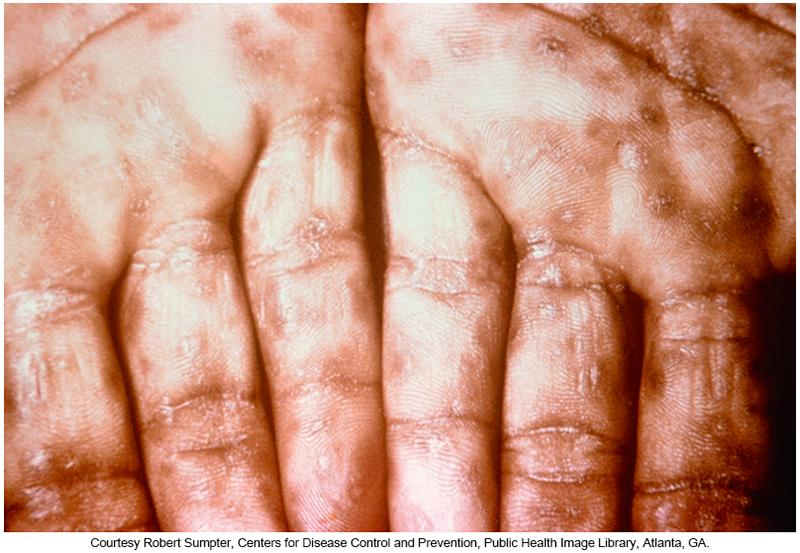 Courtesy Robert Sumpter, Centers for Disease Control and Prevention, Public Health Image Library, Atlanta, GA.